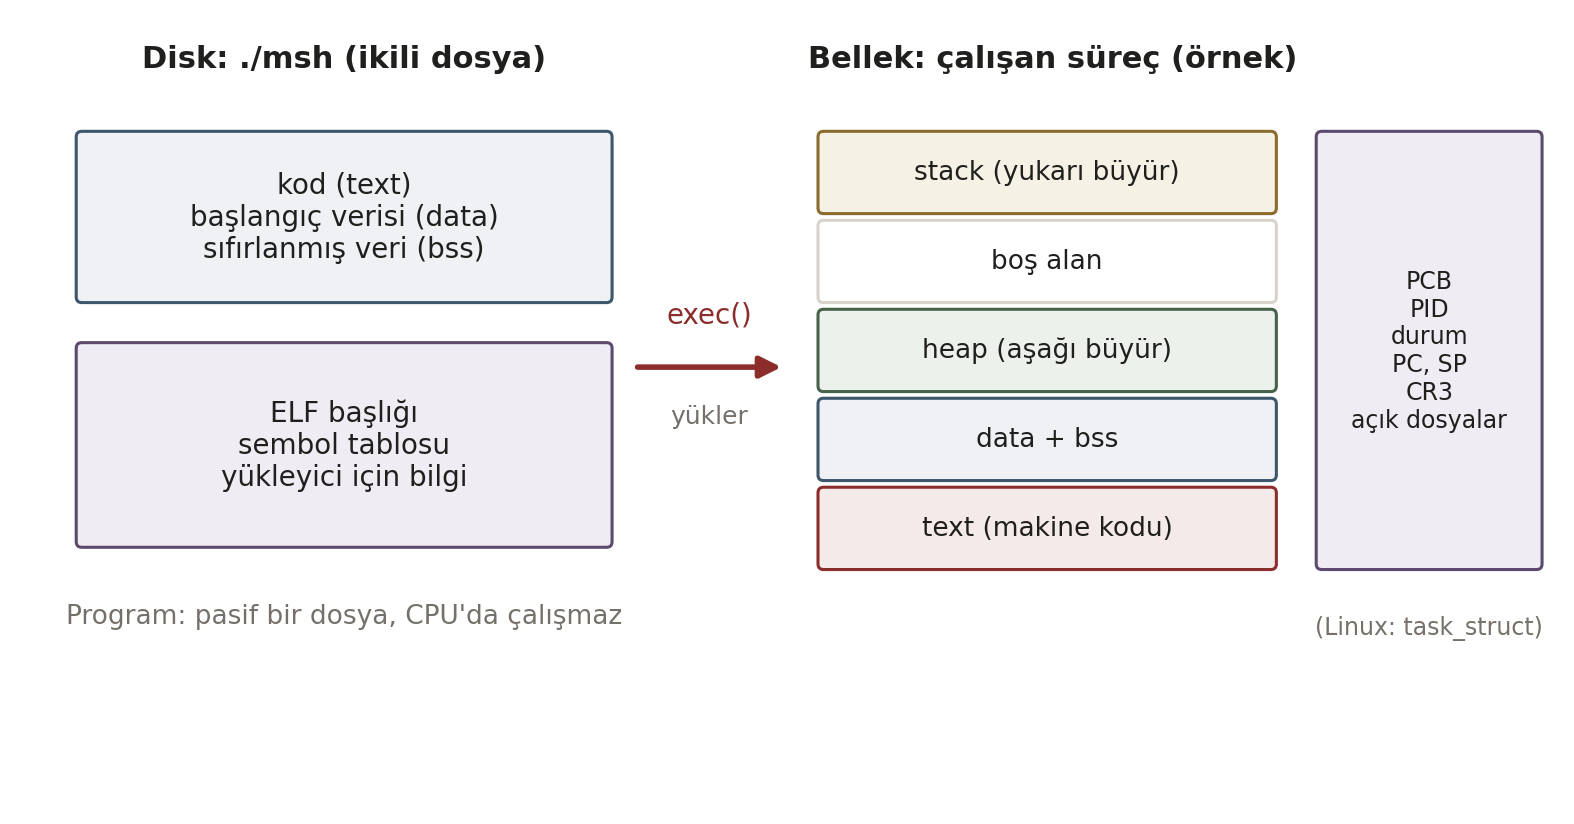 Disk: ./msh (ikili dosya)
kod (text)
başlangıç verisi (data)
sıfırlanmış veri (bss)
ELF başlığı
sembol tablosu
yükleyici için bilgi
Program: pasif bir dosya, CPU'da çalışmaz
exec()
yükler
Bellek: çalışan süreç (örnek)
stack (yukarı büyür)
boş alan
heap (aşağı büyür)
data + bss
text (makine kodu)
PCB
PID
durum
PC, SP
CR3
açık dosyalar
(Linux: task_struct)